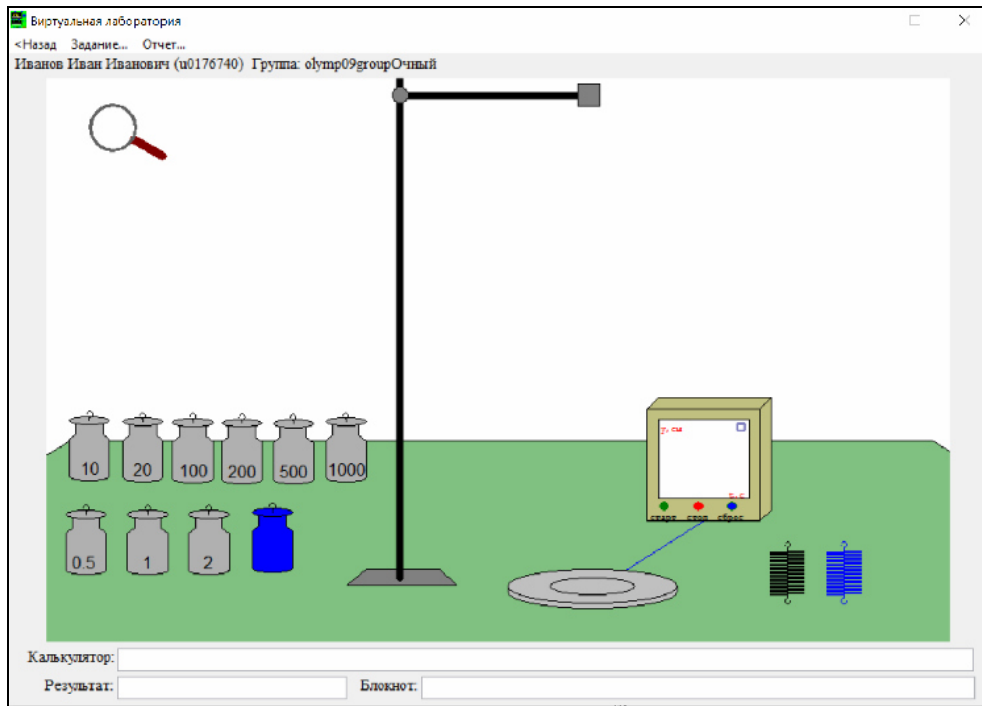 Виртуальная лаборатория
<Назад Задание... Отчет...
Иванов Иван Иванович (u0176740) Группа: olymp09groupОчный
y, см
t, c
старт стоп сброс
10 20 100 200 500 1000
0.5 1 2
Калькулятор:
Результат: Блокнот: